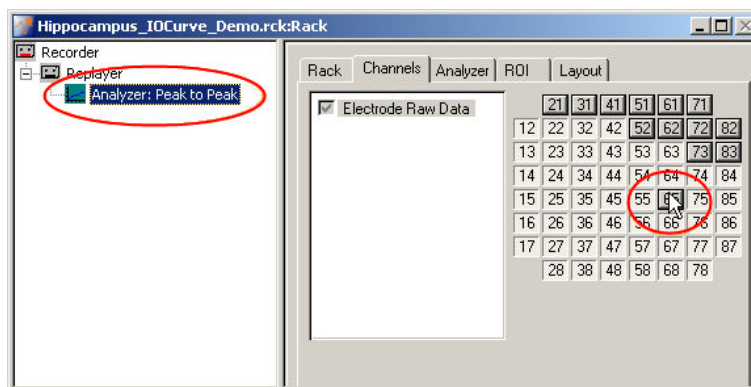 Hippocampus_IOCurve_Demo.rck:Rack
Recorder
Replayer
Analyzer: Peak to Peak
Rack Channels Analyzer ROI Layout
Electrode Raw Data
21 31 41 51 61 71
12 22 32 42 52 62 72 82
13 23 33 43 53 63 73 83
14 24 34 44 54 64 74 84
15 25 35 45 55 65 75 85
16 26 36 46 56 66 76 86
17 27 37 47 57 67 77 87
28 38 48 58 68 78